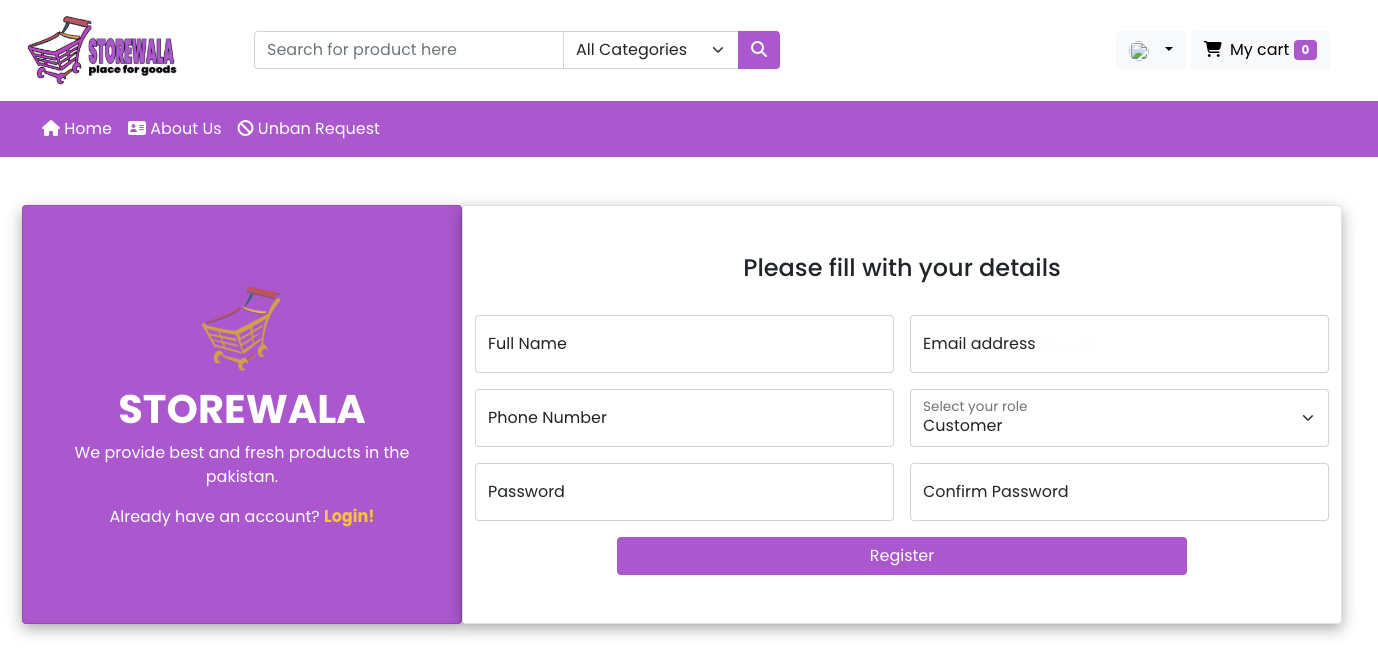 STOREWALA
place for goods
Search for product here
All Categories
My cart 0
Home
About Us
Unban Request
STOREWALA
We provide best and fresh products in the
pakistan.
Already have an account? Login!
Please fill with your details
Full Name
Email address
Phone Number
Select your role
Customer
Password
Confirm Password
Register